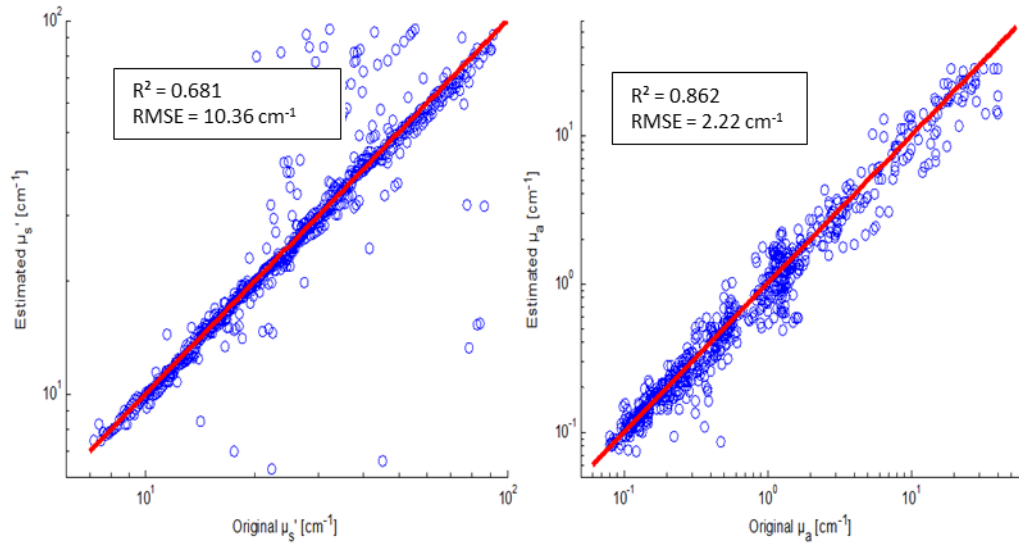 10²
R² = 0.681
RMSE = 10.36 cm⁻¹
Estimated µₛ' [cm⁻¹]
10¹
10¹
10²
Original µₛ' [cm⁻¹]
R² = 0.862
RMSE = 2.22 cm⁻¹
10¹
Estimated µₐ [cm⁻¹]
10⁰
10⁻¹
10⁻¹
10⁰
10¹
Original µₐ [cm⁻¹]